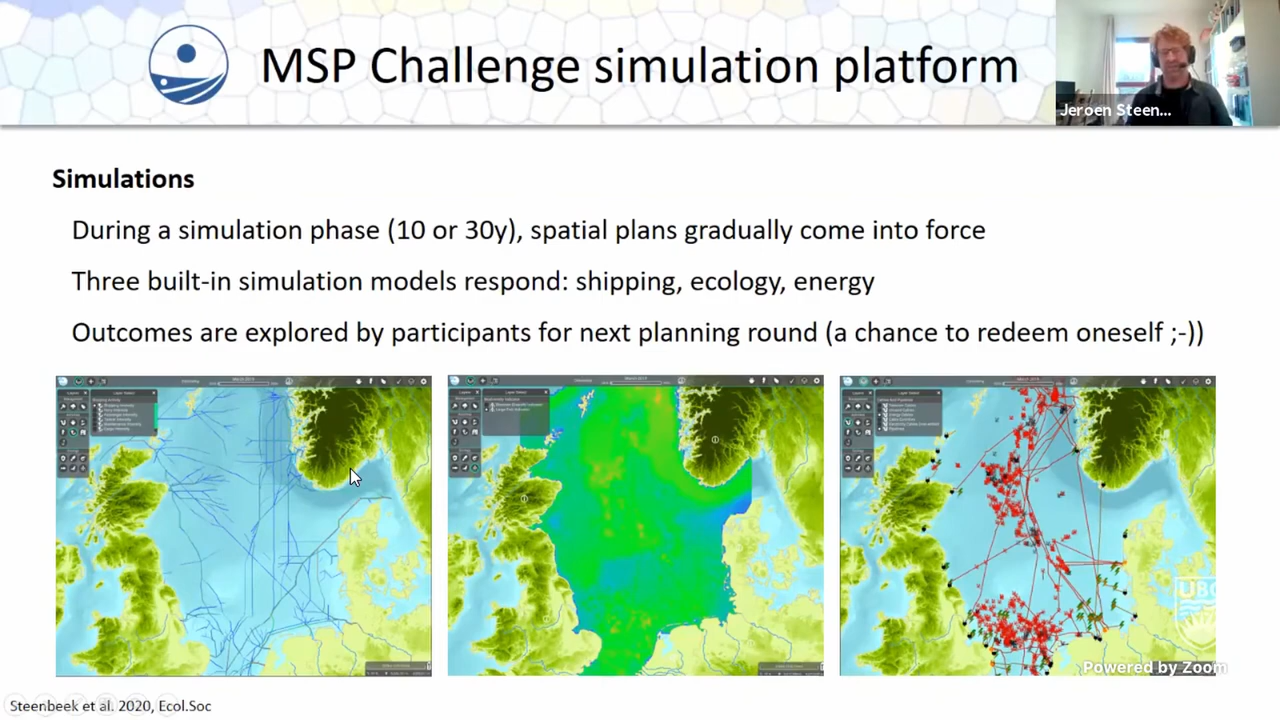 MSP Challenge simulation platform
Jeroen Steen...
Simulations
During a simulation phase (10 or 30y), spatial plans gradually come into force
Three built-in simulation models respond: shipping, ecology, energy
Outcomes are explored by participants for next planning round (a chance to redeem oneself ;-))
UBC
Powered by Zoom
Steenbeek et al. 2020, Ecol.Soc